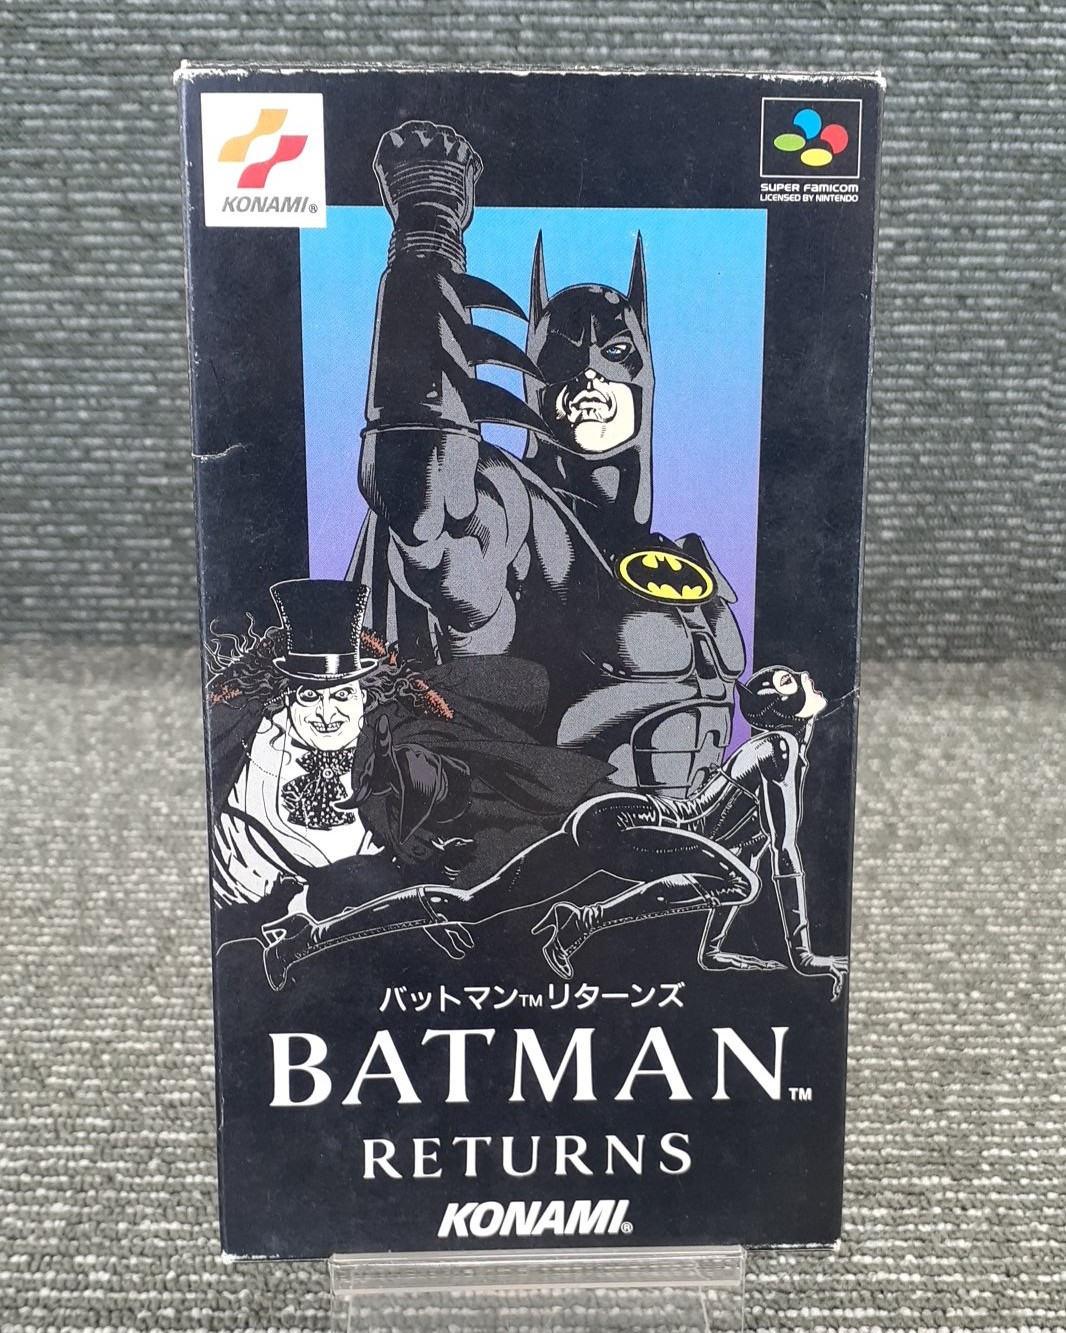 KONAMI®
SUPER FAMICOM
LICENSED BY NINTENDO
バットマン™リターンズ
BATMAN™
RETURNS
KONAMI®